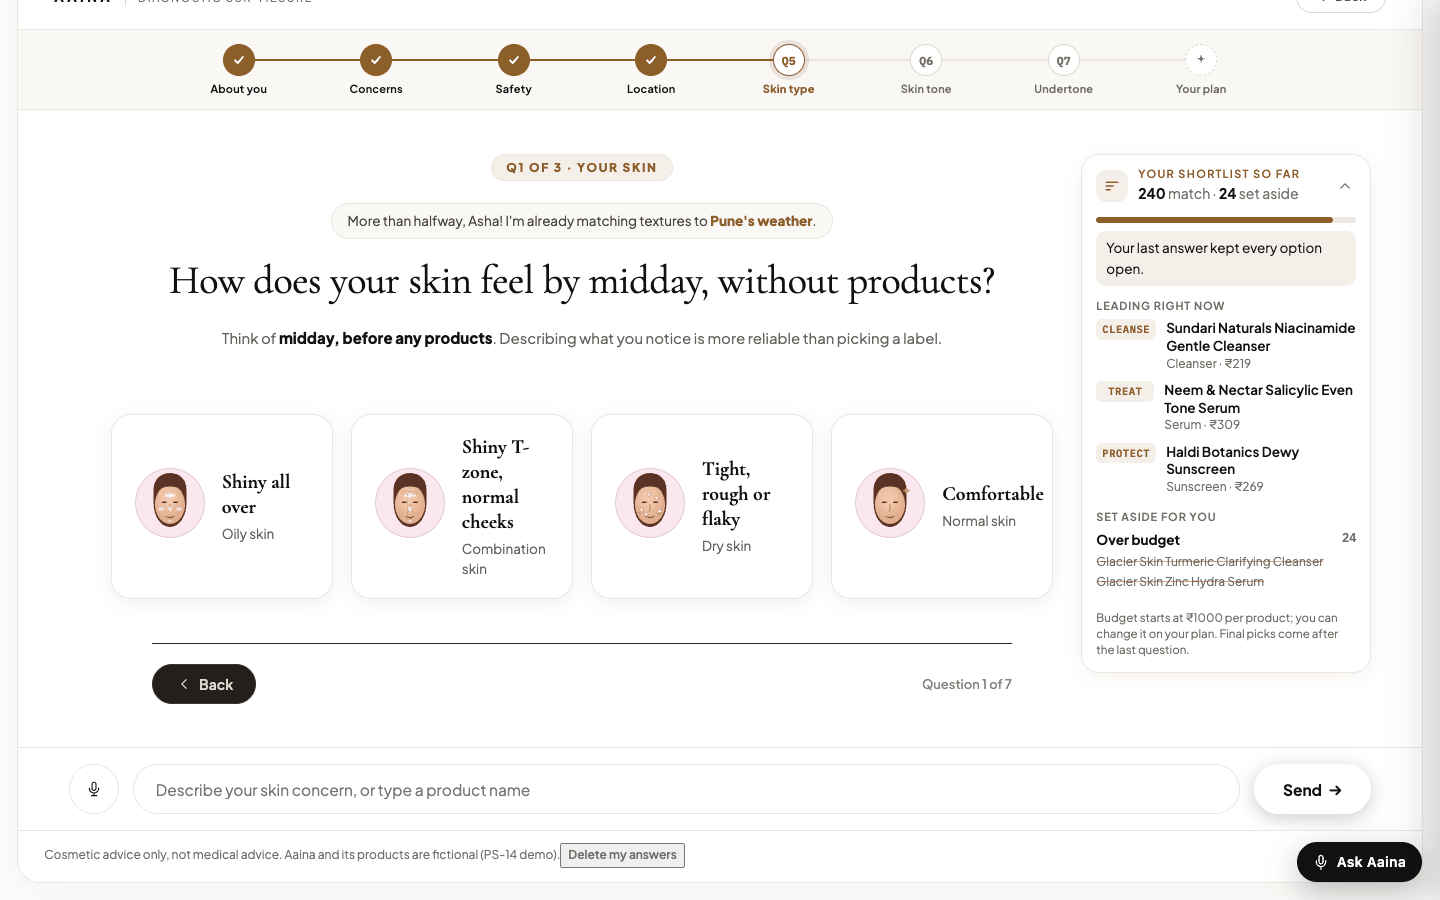 About you
Concerns
Safety
Location
Q5
Skin type
Q6
Skin tone
Q7
Undertone
Your plan
Q1 OF 3 · YOUR SKIN
More than halfway, Asha! I'm already matching textures to Pune's weather.
How does your skin feel by midday, without products?
Think of midday, before any products. Describing what you notice is more reliable than picking a label.
Shiny all
over
Oily skin
Shiny T-
zone,
normal
cheeks
Combination
skin
Tight,
rough or
flaky
Dry skin
Comfortable
Normal skin
Back
Question 1 of 7
YOUR SHORTLIST SO FAR
240 match · 24 set aside
Your last answer kept every option
open.
LEADING RIGHT NOW
CLEANSE
Sundari Naturals Niacinamide
Gentle Cleanser
Cleanser · ₹219
TREAT
Neem & Nectar Salicylic Even
Tone Serum
Serum · ₹309
PROTECT
Haldi Botanics Dewy
Sunscreen
Sunscreen · ₹269
SET ASIDE FOR YOU
Over budget 24
Glacier Skin Turmeric Clarifying Cleanser
Glacier Skin Zinc Hydra Serum
Budget starts at ₹1000 per product; you can
change it on your plan. Final picks come after
the last question.
Describe your skin concern, or type a product name
Send →
Cosmetic advice only, not medical advice. Aaina and its products are fictional (PS-14 demo). Delete my answers
Ask Aaina